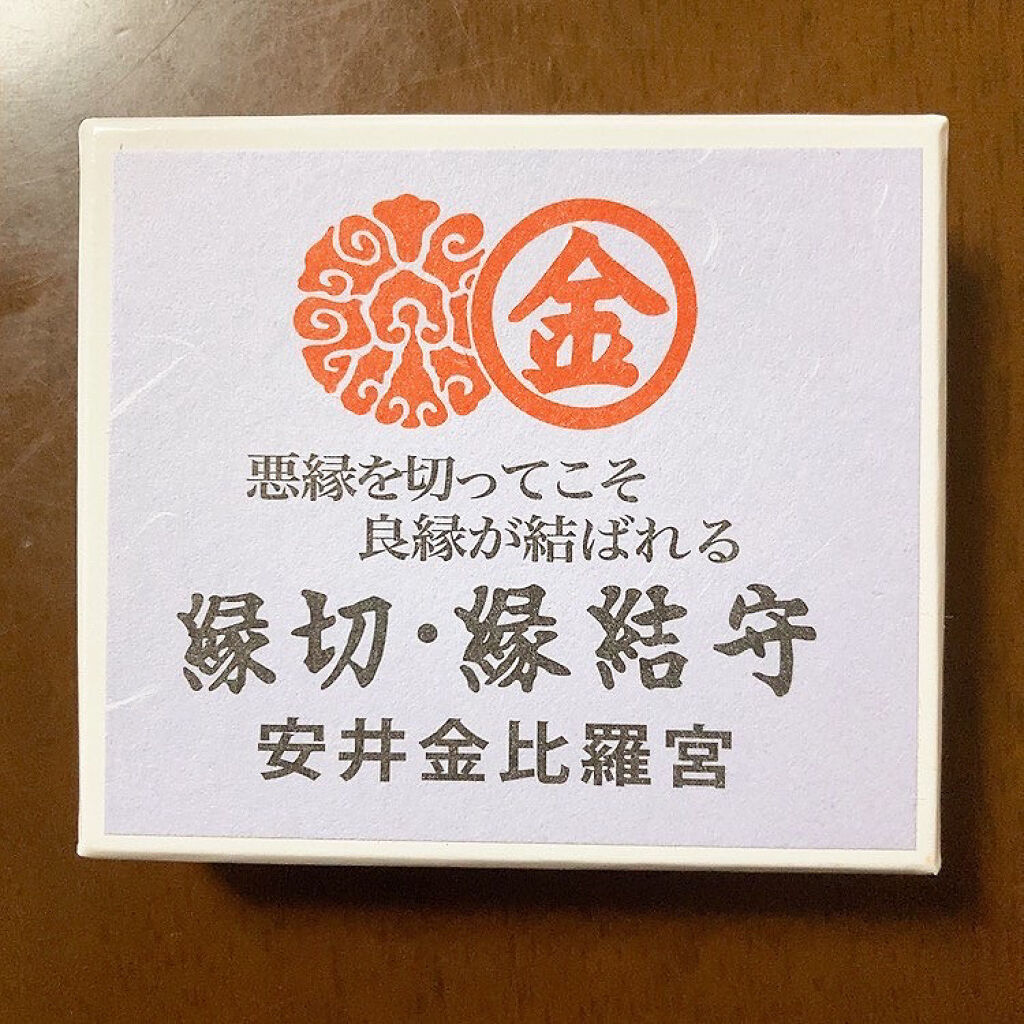 金
悪縁を切ってこそ
良縁が結ばれる
縁切・縁結守
安井金比羅宮